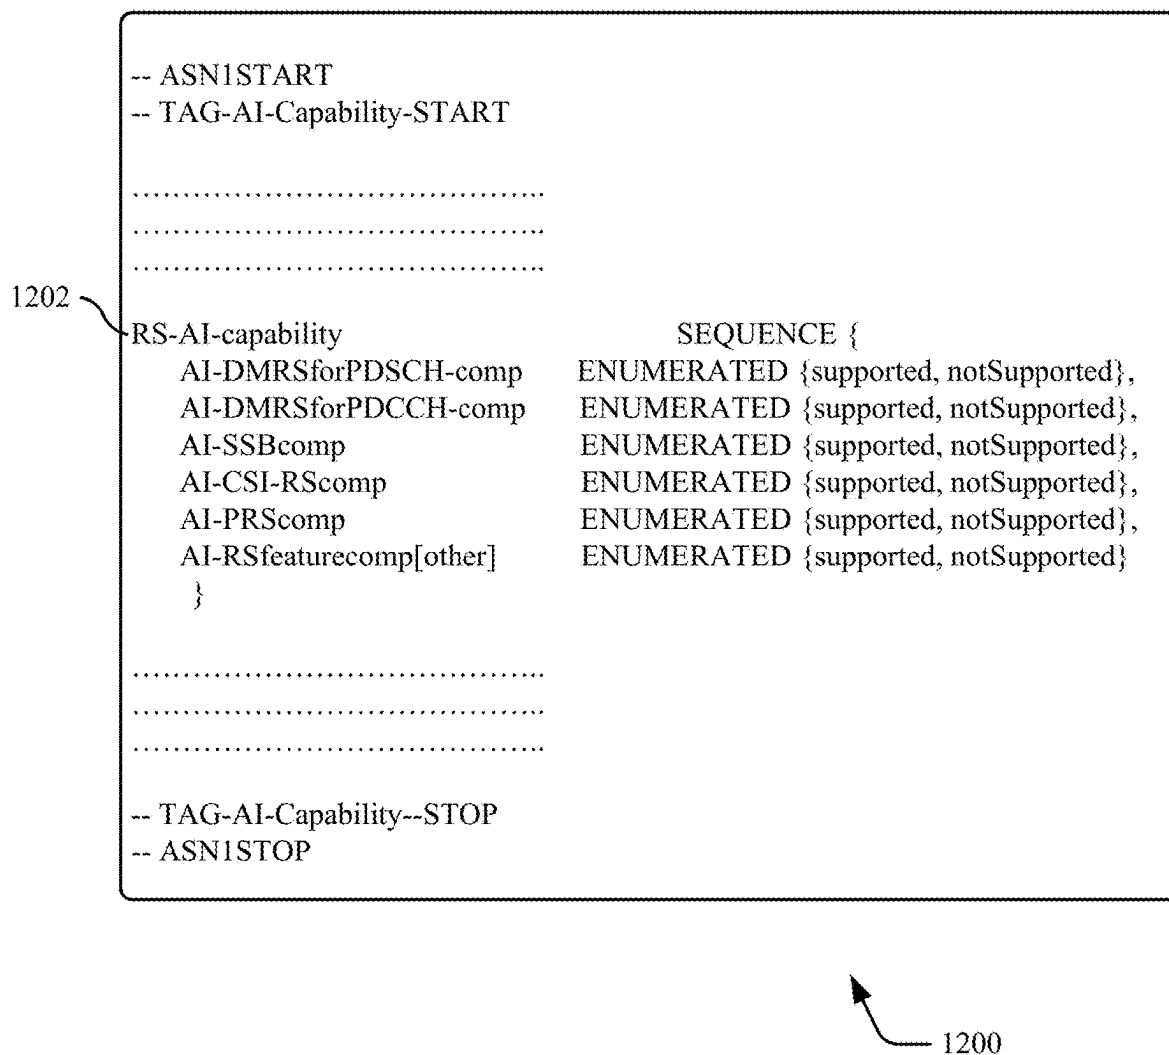 -- ASN1START
-- TAG-AI-Capability-START
.......................................
.......................................
.......................................
1202
RS-AI-capability SEQUENCE {
AI-DMRSforPDSCH-comp ENUMERATED {supported, notSupported},
AI-DMRSforPDCCH-comp ENUMERATED {supported, notSupported},
AI-SSBcomp ENUMERATED {supported, notSupported},
AI-CSI-RScomp ENUMERATED {supported, notSupported},
AI-PRScomp ENUMERATED {supported, notSupported},
AI-RSfeaturecomp[other] ENUMERATED {supported, notSupported}
}
.......................................
.......................................
.......................................
-- TAG-AI-Capability--STOP
-- ASN1STOP
1200